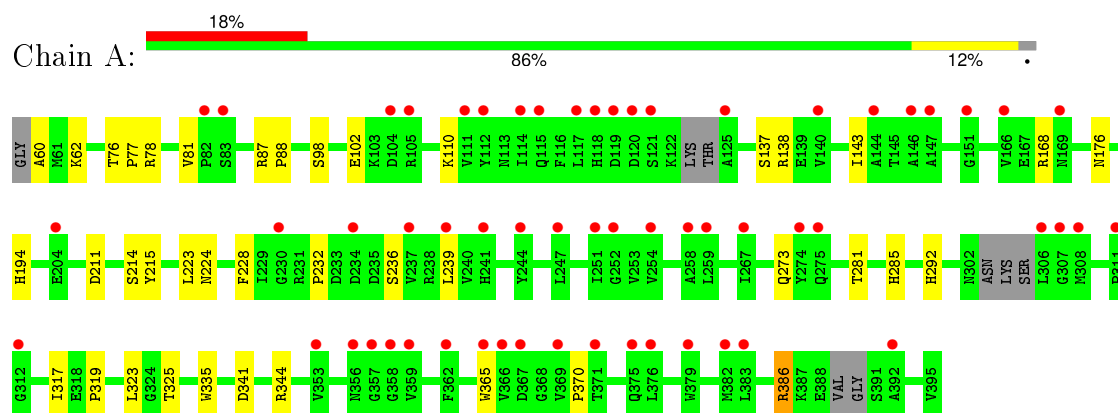 18%
Chain A:
86% 12% •
GLY A60 M61 K62 T76 P77 R78 V81 P82 S83 R87 P88 S98 E102 K103 D104 R105 K110 V111 Y112 N113 I114 Q115 F116 L117 H118 D119 D120 S121 K122 LYS THR A125 S137 R138 E139 V140 I143 A144 T145 A146 A147 G151 V166 E167 R168 N169 N176
H194 E204 D211 S214 Y215 L223 N224 F228 I229 G230 R231 P232 D233 D234 D235 S236 V237 R238 L239 V240 H241 Y244 L247 I251 G252 V253 V254 A258 L259 I267 Q273 Y274 Q275 T281 H285 H292 N302 ASN LYS SER L306 G307 M308
G312 I317 E318 P319 L323 G324 T325 W335 D341 R344 V353 N356 G357 G358 V359 F362 W365 V366 D367 G368 V369 P370 T371 Q375 L376 W379 M382 L383 R386 K387 E388 VAL GLY S391 A392 V395